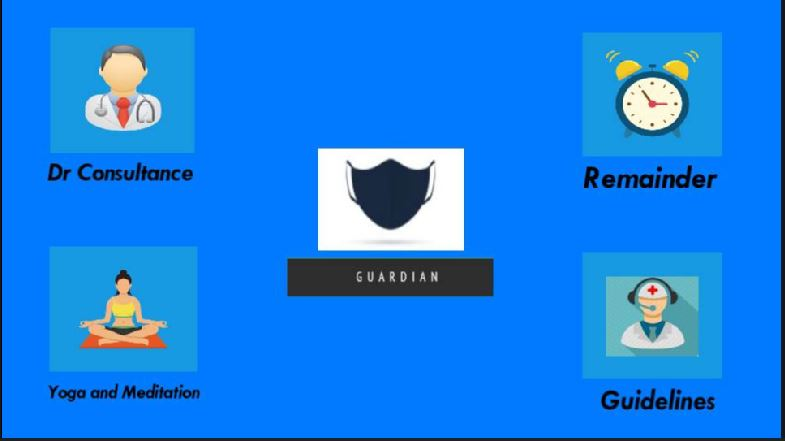 Dr Consultance
Remainder
GUARDIAN
Yoga and Meditation
Guidelines